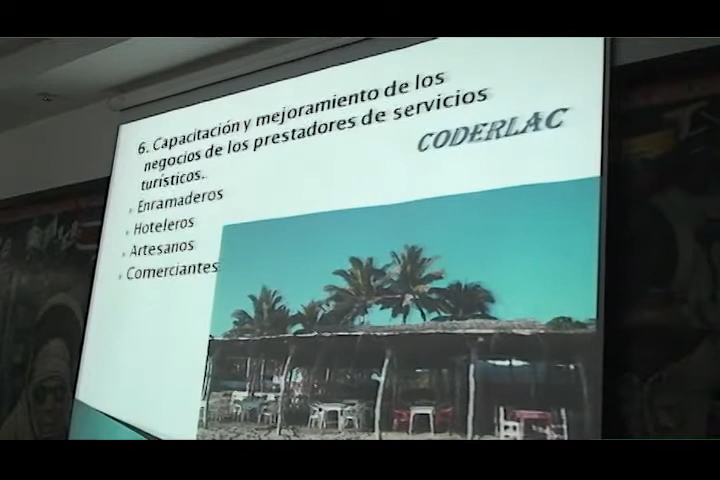 6. Capacitación y mejoramiento de los
negocios de los prestadores de servicios
turísticos..
CODERLAC
Enramaderos
Hoteleros
Artesanos
Comerciantes